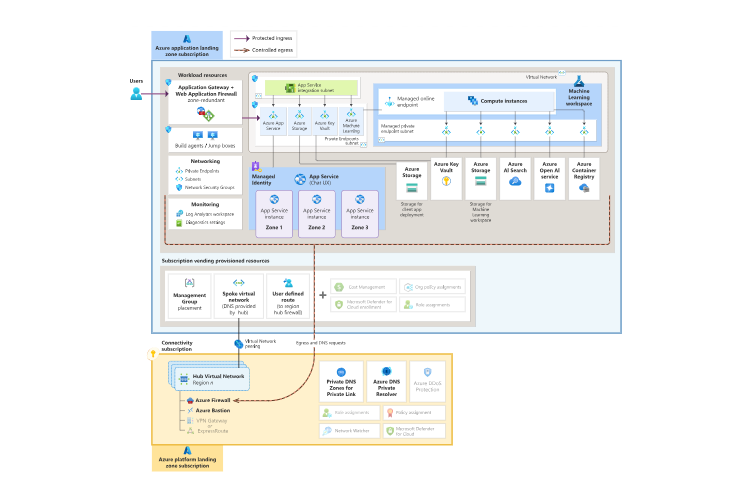 Azure application landing
zone subscription
Protected ingress
Controlled egress
Users
Workload resources
Application Gateway +
Web Application Firewall
zone-redundant
Build agents / Jump boxes
Networking
Private Endpoints
Subnets
Network Security Groups
Monitoring
Log Analysis workspace
Diagnostics settings
Virtual Network
App Service
integration subnet
Azure App
Service
Azure
Storage
Azure Key
Vault
Azure
Machine
Learning
Private Endpoints
subnet
Managed online
endpoint
Compute instances
Machine
Learning
workspace
Managed private
endpoint subnet
Managed
Identity
App Service
(Chat UX)
App Service
instance
Zone 1
App Service
instance
Zone 2
App Service
instance
Zone 3
Azure
Storage
Storage for
client app
deployment
Azure Key
Vault
Azure
Storage
Storage for
Machine
Learning
workspace
Azure
AI Search
Azure
Open AI
service
Azure
Container
Registry
Subscription vending provisioned resources
Management
Group
placement
Spoke virtual
network
(DNS provided
by hub)
User defined
route
(to region
hub firewall)
+
Cost Management
Org policy assignments
Microsoft Defender for
Cloud enrollment
Role assignments
Connectivity
subscription
Virtual Network
peering
Egress and DNS requests
Hub Virtual Network
Region n
Azure Firewall
Azure Bastion
VPN Gateway
or
ExpressRoute
Private DNS
Zones for
Private Link
Azure DNS
Private
Resolver
Azure DDoS
Protection
Role assignments
Policy assignment
Network Watcher
Microsoft Defender
for Cloud
Azure platform landing
zone subscription